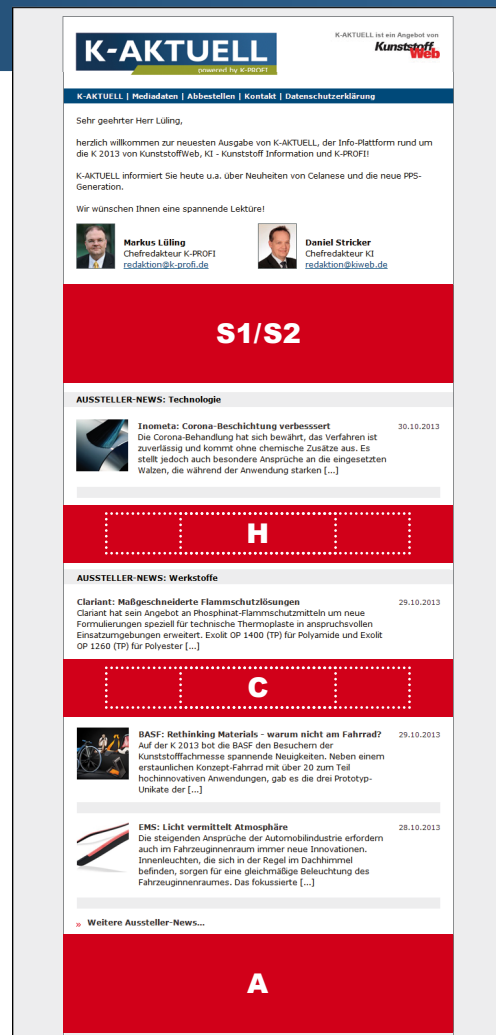 K-AKTUELL ist ein Angebot von
Kunststoff
Web
K-AKTUELL
powered by K-PROFI
K-AKTUELL | Mediadaten | Abbestellen | Kontakt | Datenschutzerklärung
Sehr geehrter Herr Lüling,
herzlich willkommen zur neuesten Ausgabe von K-AKTUELL, der Info-Plattform rund um
die K 2013 von KunststoffWeb, KI - Kunststoff Information und K-PROFI!
K-AKTUELL informiert Sie heute u.a. über Neuheiten von Celanese und die neue PPS-
Generation.
Wir wünschen Ihnen eine spannende Lektüre!
Markus Lüling
Chefredakteur K-PROFI
redaktion@k-profi.de
Daniel Stricker
Chefredakteur KI
redaktion@kiweb.de
S1/S2
AUSSTELLER-NEWS: Technologie
Inometa: Corona-Beschichtung verbesssert 30.10.2013
Die Corona-Behandlung hat sich bewährt, das Verfahren ist
zuverlässig und kommt ohne chemische Zusätze aus. Es
stellt jedoch auch besondere Ansprüche an die eingesetzten
Walzen, die während der Anwendung starken [...]
H
AUSSTELLER-NEWS: Werkstoffe
Clariant: Maßgeschneiderte Flammschutzlösungen 29.10.2013
Clariant hat sein Angebot an Phosphinat-Flammschutzmitteln um neue
Formulierungen speziell für technische Thermoplaste in anspruchsvollen
Einsatzumgebungen erweitert. Exolit OP 1400 (TP) für Polyamide und Exolit
OP 1260 (TP) für Polyester [...]
C
BASF: Rethinking Materials - warum nicht am Fahrrad? 29.10.2013
Auf der K 2013 bot die BASF den Besuchern der
Kunststoffachmesse spannende Neuigkeiten. Neben einem
erstaunlichen Konzept-Fahrrad mit über 20 zum Teil
hochinnovativen Anwendungen, gab es die drei Prototyp-
Unikate der [...]
EMS: Licht vermittelt Atmosphäre 28.10.2013
Die steigenden Ansprüche der Automobilindustrie erfordern
auch im Fahrzeuginnenraum immer neue Innovationen.
Innenleuchten, die sich in der Regel im Dachhimmel
befinden, sorgen für eine gleichmäßige Beleuchtung des
Fahrzeuginnenraumes. Das fokussierte [...]
» Weitere Aussteller-News...
A